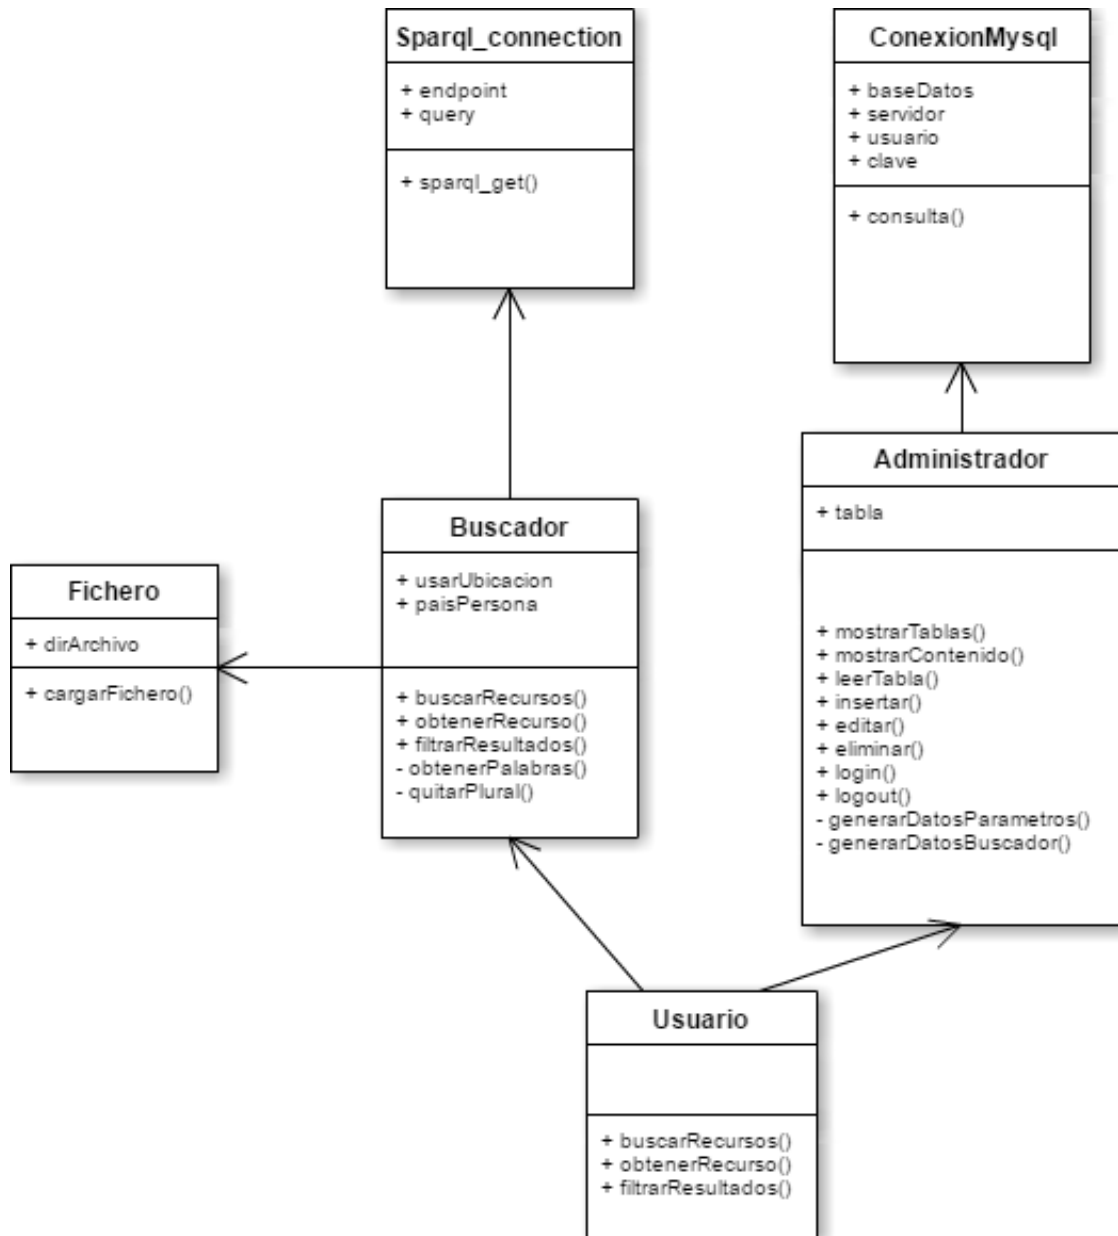 Sparql_connection
+ endpoint
+ query
+ sparql_get()
ConexionMysql
+ baseDatos
+ servidor
+ usuario
+ clave
+ consulta()
Administrador
+ tabla
+ mostrarTablas()
+ mostrarContenido()
+ leerTabla()
+ insertar()
+ editar()
+ eliminar()
+ login()
+ logout()
- generarDatosParametros()
- generarDatosBuscador()
Buscador
+ usarUbicacion
+ paisPersona
+ buscarRecursos()
+ obtenerRecurso()
+ filtrarResultados()
- obtenerPalabras()
- quitarPlural()
Fichero
+ dirArchivo
+ cargarFichero()
Usuario
+ buscarRecursos()
+ obtenerRecurso()
+ filtrarResultados()